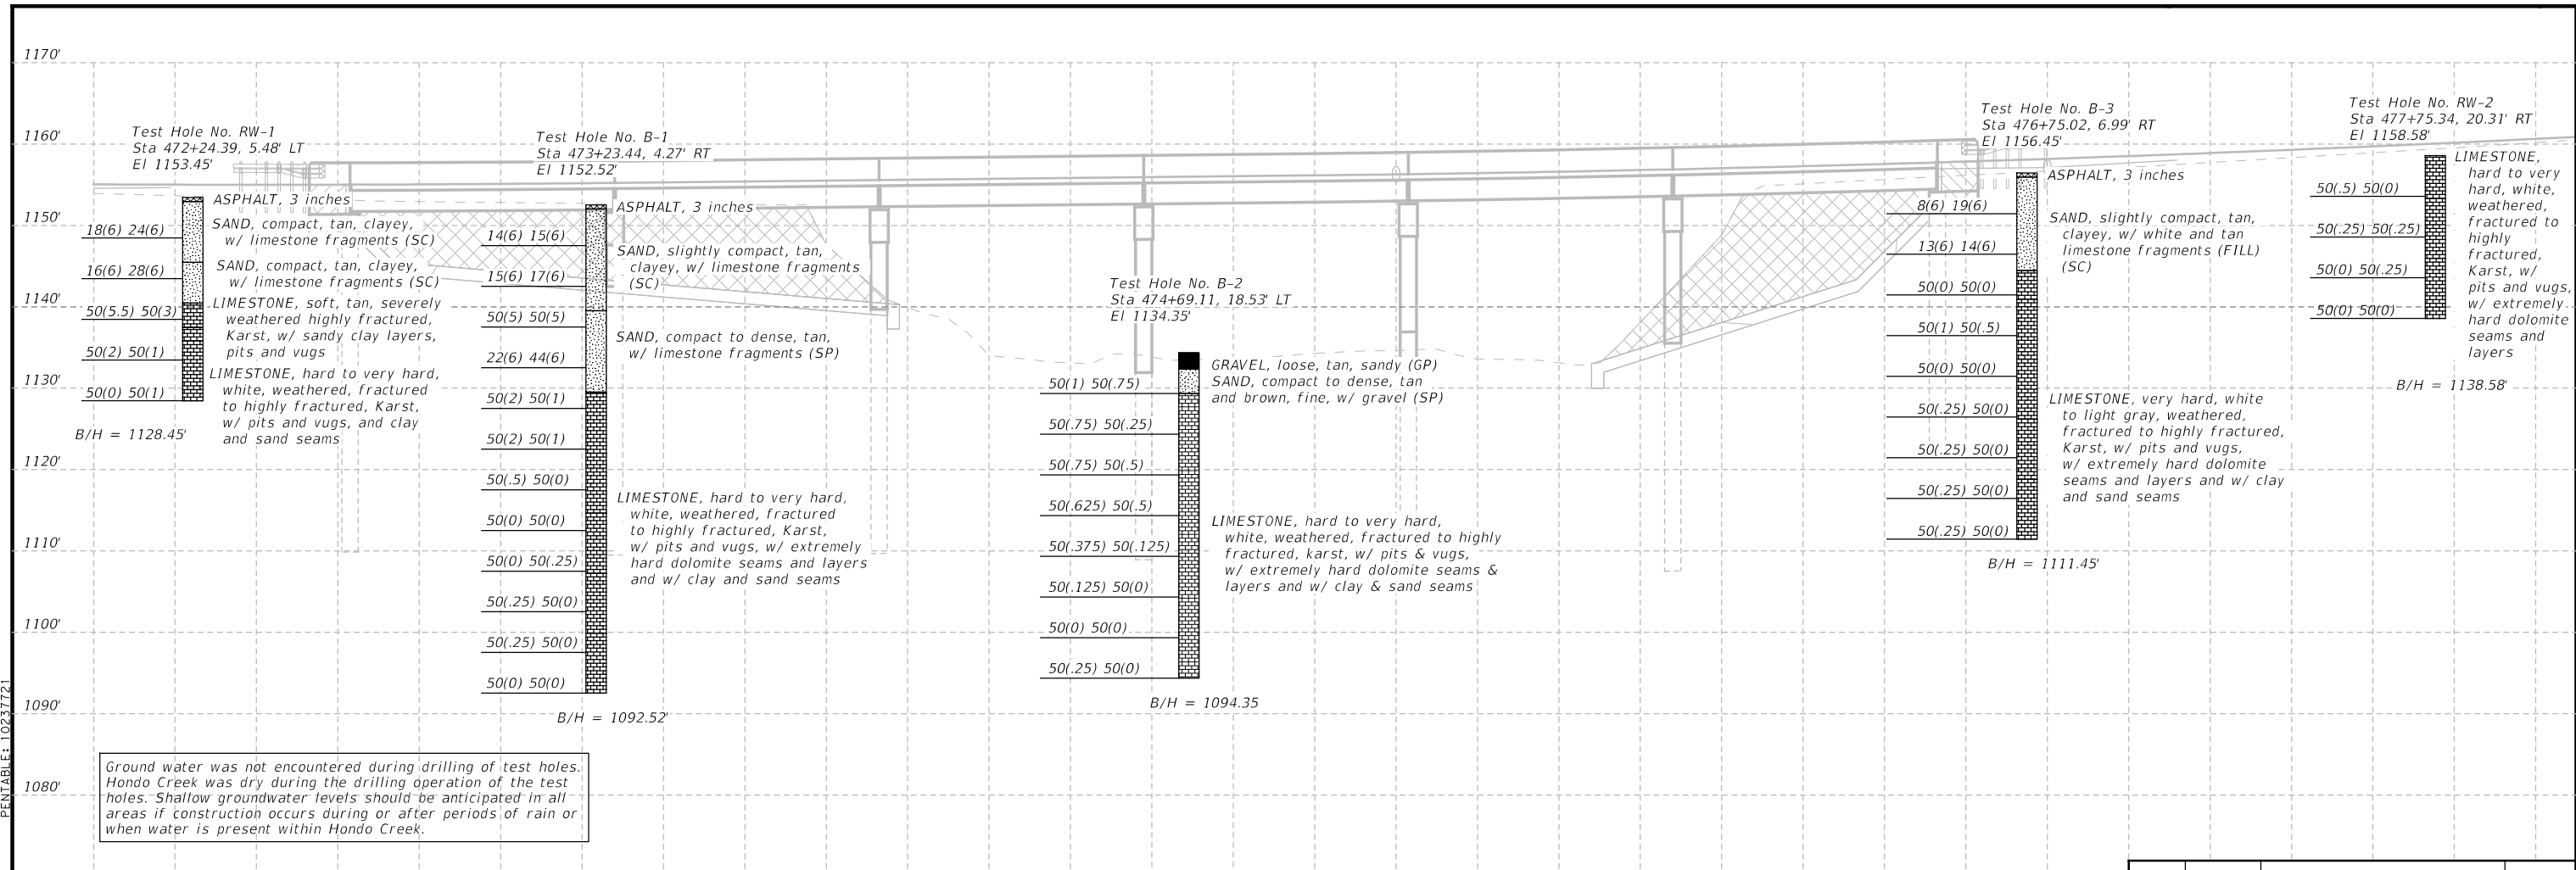 1170'
1160'
1150'
1140'
1130'
1120'
1110'
1100'
1090'
1080'
PENTABLE: 10237721
Test Hole No. RW-1
Sta 472+24.39, 5.48' LT
El 1153.45'
ASPHALT, 3 inches
SAND, compact, tan, clayey,
w/ limestone fragments (SC)
SAND, compact, tan, clayey,
w/ limestone fragments (SC)
LIMESTONE, soft, tan, severely
weathered highly fractured,
Karst, w/ sandy clay layers,
pits and vugs
LIMESTONE, hard to very hard,
white, weathered, fractured
to highly fractured, Karst,
w/ pits and vugs, and clay
and sand seams
18(6) 24(6)
16(6) 28(6)
50(5.5) 50(3)
50(2) 50(1)
50(0) 50(1)
B/H = 1128.45'
Test Hole No. B-1
Sta 473+23.44, 4.27' RT
El 1152.52'
ASPHALT, 3 inches
SAND, slightly compact, tan,
clayey, w/ limestone fragments
(SC)
SAND, compact to dense, tan,
w/ limestone fragments (SP)
LIMESTONE, hard to very hard,
white, weathered, fractured
to highly fractured, Karst,
w/ pits and vugs, w/ extremely
hard dolomite seams and layers
and w/ clay and sand seams
14(6) 15(6)
15(6) 17(6)
50(5) 50(5)
22(6) 44(6)
50(2) 50(1)
50(2) 50(1)
50(.5) 50(0)
50(0) 50(0)
50(0) 50(.25)
50(.25) 50(0)
50(.25) 50(0)
50(0) 50(0)
B/H = 1092.52'
Test Hole No. B-2
Sta 474+69.11, 18.53' LT
El 1134.35'
GRAVEL, loose, tan, sandy (GP)
SAND, compact to dense, tan
and brown, fine, w/ gravel (SP)
LIMESTONE, hard to very hard,
white, weathered, fractured to highly
fractured, karst, w/ pits & vugs,
w/ extremely hard dolomite seams &
layers and w/ clay & sand seams
50(1) 50(.75)
50(.75) 50(.25)
50(.75) 50(.5)
50(.625) 50(.5)
50(.375) 50(.125)
50(.125) 50(0)
50(0) 50(0)
50(.25) 50(0)
B/H = 1094.35
Test Hole No. B-3
Sta 476+75.02, 6.99' RT
El 1156.45'
ASPHALT, 3 inches
SAND, slightly compact, tan,
clayey, w/ white and tan
limestone fragments (FILL)
(SC)
LIMESTONE, very hard, white
to light gray, weathered,
fractured to highly fractured,
Karst, w/ pits and vugs,
w/ extremely hard dolomite
seams and layers and w/ clay
and sand seams
8(6) 19(6)
13(6) 14(6)
50(0) 50(0)
50(1) 50(.5)
50(0) 50(0)
50(.25) 50(0)
50(.25) 50(0)
50(.25) 50(0)
50(.25) 50(0)
B/H = 1111.45'
Test Hole No. RW-2
Sta 477+75.34, 20.31' RT
El 1158.58'
LIMESTONE,
hard to very
hard, white,
weathered,
fractured to
highly
fractured,
Karst, w/
pits and vugs,
w/ extremely
hard dolomite
seams and
layers
50(.5) 50(0)
50(.25) 50(.25)
50(0) 50(.25)
50(0) 50(0)
B/H = 1138.58'
Ground water was not encountered during drilling of test holes.
Hondo Creek was dry during the drilling operation of the test
holes. Shallow groundwater levels should be anticipated in all
areas if construction occurs during or after periods of rain or
when water is present within Hondo Creek.